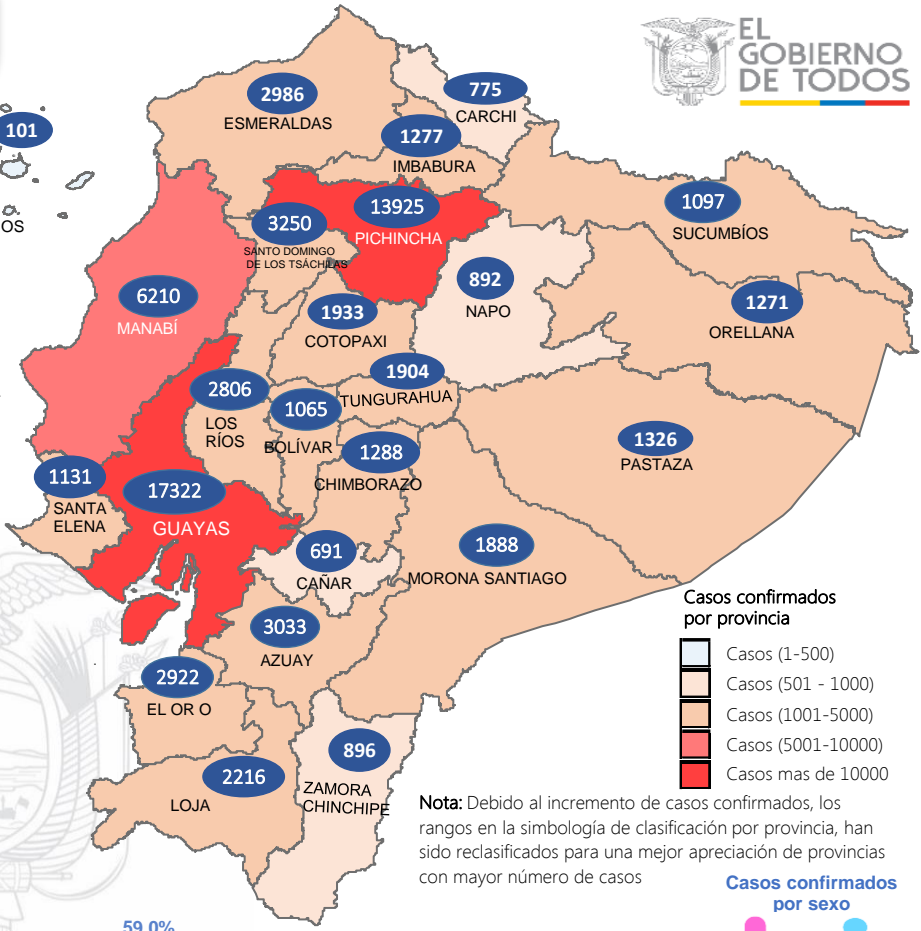 EL
GOBIERNO
DE TODOS
2986
ESMERALDAS
775
CARCHI
1277
IMBABURA
101
OS
13925
PICHINCHA
3250
SANTO DOMINGO
DE LOS TSÁCHILAS
1097
SUCUMBÍOS
892
NAPO
6210
MANABÍ
1933
COTOPAXI
1271
ORELLANA
2806
LOS
RÍOS
1904
TUNGURAHUA
1065
BOLÍVAR
1326
PASTAZA
1288
CHIMBORAZO
1131
SANTA
ELENA
17322
GUAYAS
691
CAÑAR
1888
MORONA SANTIAGO
3033
AZUAY
2922
EL OR O
2216
LOJA
896
ZAMORA
CHINCHIPE
Casos confirmados
por provincia
Casos (1-500)
Casos (501 - 1000)
Casos (1001-5000)
Casos (5001-10000)
Casos mas de 10000
Nota: Debido al incremento de casos confirmados, los
rangos en la simbología de clasificación por provincia, han
sido reclasificados para una mejor apreciación de provincias
con mayor número de casos
Casos confirmados
por sexo
59.0%